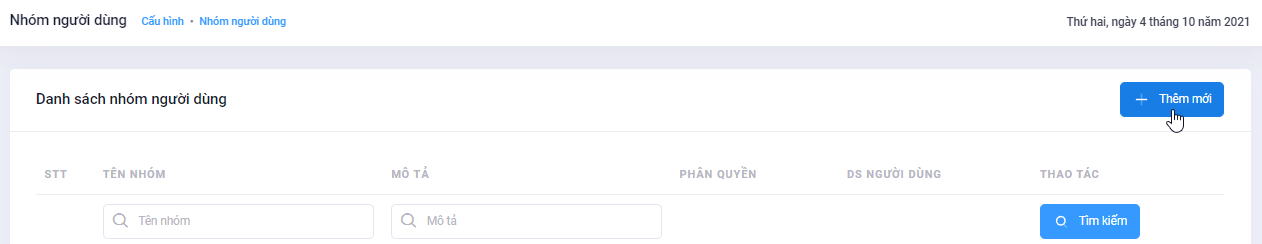 Nhóm người dùng Cấu hình • Nhóm người dùng Thứ hai, ngày 4 tháng 10 năm 2021
Danh sách nhóm người dùng Thêm mới
STT TÊN NHÓM MÔ TẢ PHÂN QUYỀN DS NGƯỜI DÙNG THAO TÁC
Tên nhóm Mô tả Tìm kiếm